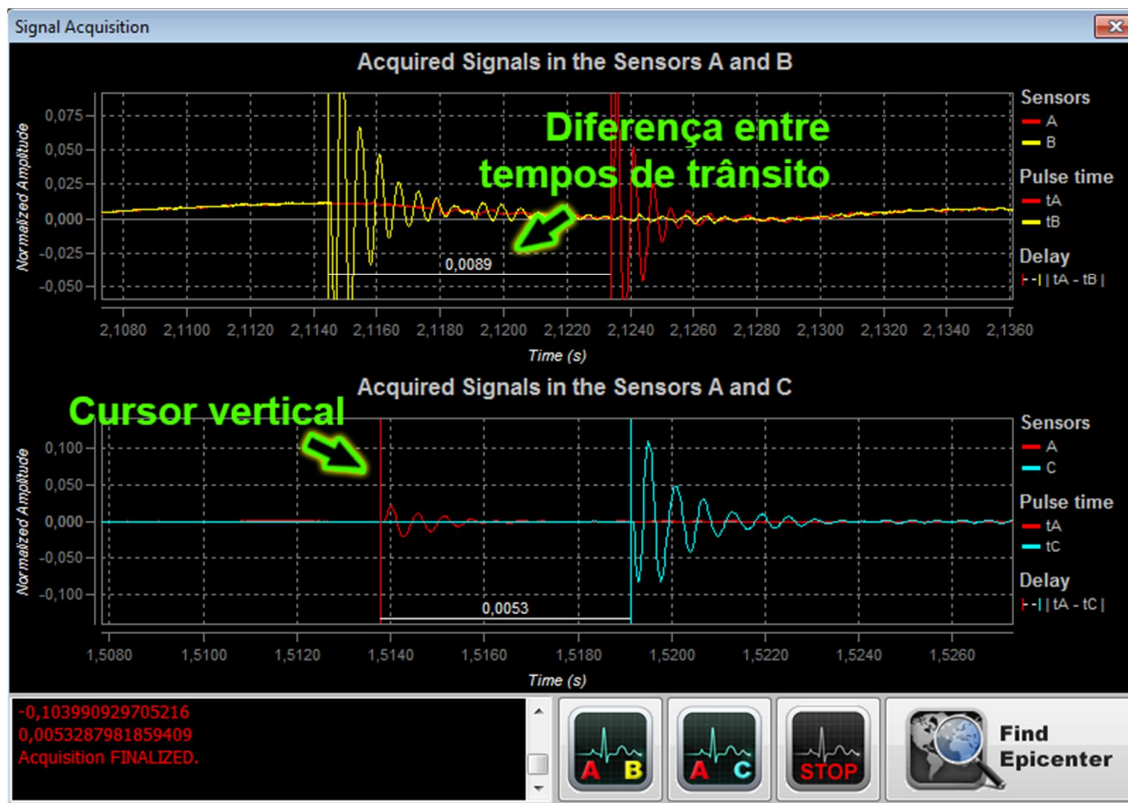 Signal Acquisition
Acquired Signals in the Sensors A and B
Normalized Amplitude
0,075
0,050
0,025
0,000
-0,025
-0,050
Diferença entre
tempos de trânsito
0,0089
2,1080 2,1100 2,1120 2,1140 2,1160 2,1180 2,1200 2,1220 2,1240 2,1260 2,1280 2,1300 2,1320 2,1340 2,1360
Time (s)
Sensors
A
B
Pulse time
tA
tB
Delay
| tA - tB |
Acquired Signals in the Sensors A and C
Cursor vertical
Normalized Amplitude
0,100
0,050
0,000
-0,050
-0,100
0,0053
1,5080 1,5100 1,5120 1,5140 1,5160 1,5180 1,5200 1,5220 1,5240 1,5260
Time (s)
Sensors
A
C
Pulse time
tA
tC
Delay
| tA - tC |
-0,103990929705216
0,0053287981859409
Acquisition FINALIZED.
A B
A C
STOP
Find
Epicenter